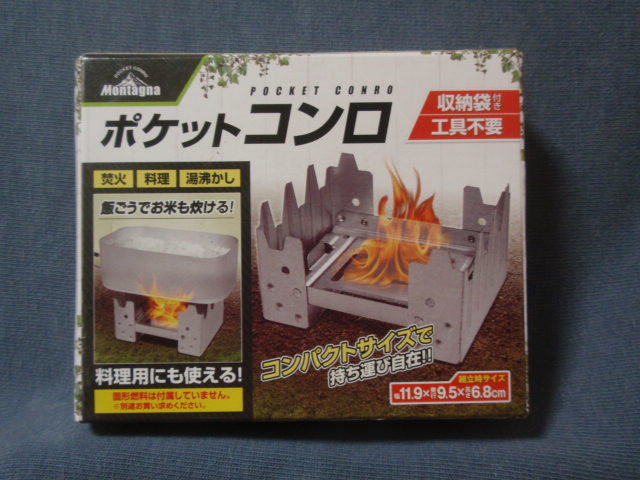 POCKET CONRO
Montagna
POCKET CONRO
ポケットコンロ
収納袋付き
工具不要
焚火 料理 湯沸かし
飯ごうでお米も炊ける!
料理用にも使える!
固形燃料は付属していません。
※別途お買い求めください。
コンパクトサイズで
持ち運び自在!!
組立時サイズ
幅11.9×奥行9.5×高さ6.8cm